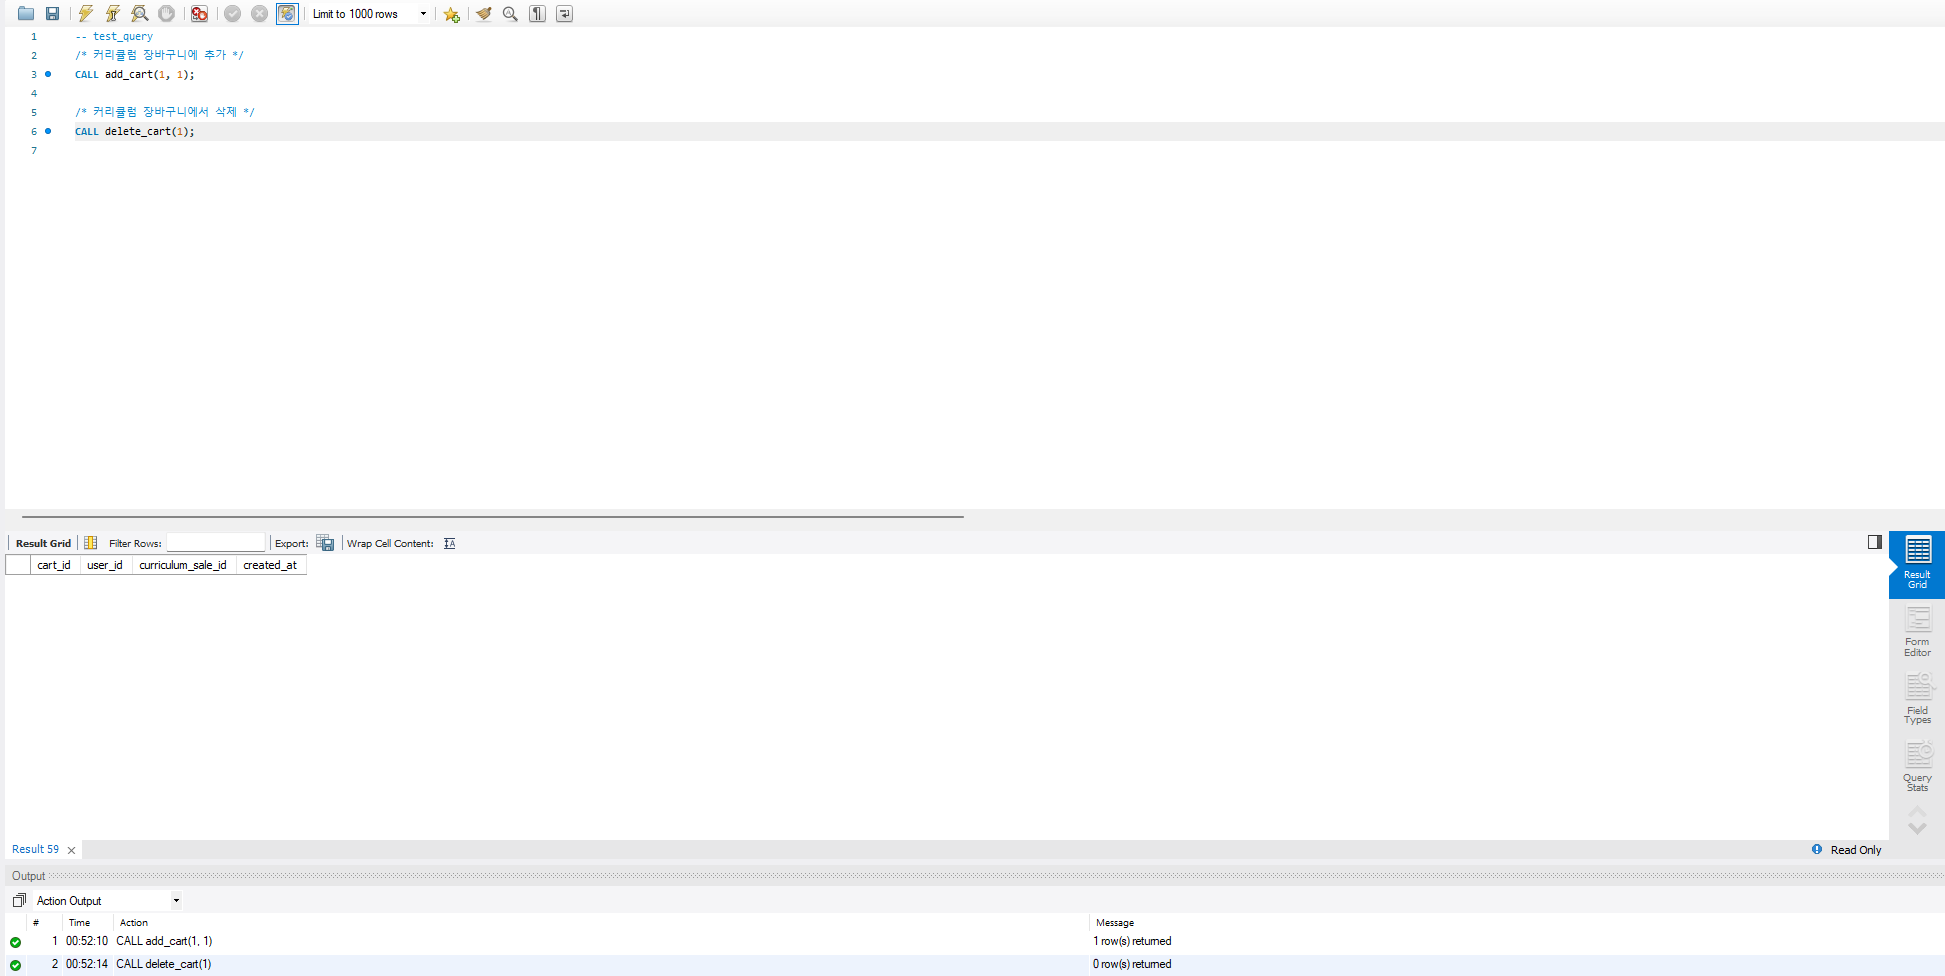 Limit to 1000 rows
1 -- test_query
2 /* 커리큘럼 장바구니에 추가 */
3 CALL add_cart(1, 1);
4
5 /* 커리큘럼 장바구니에서 삭제 */
6 CALL delete_cart(1);
7
Result Grid Filter Rows: Export: Wrap Cell Content:
cart_id user_id curriculum_sale_id created_at
Result Grid
Form Editor
Field Types
Query Stats
Result 59 Read Only
Output
Action Output
# Time Action Message
1 00:52:10 CALL add_cart(1, 1) 1 row(s) returned
2 00:52:14 CALL delete_cart(1) 0 row(s) returned